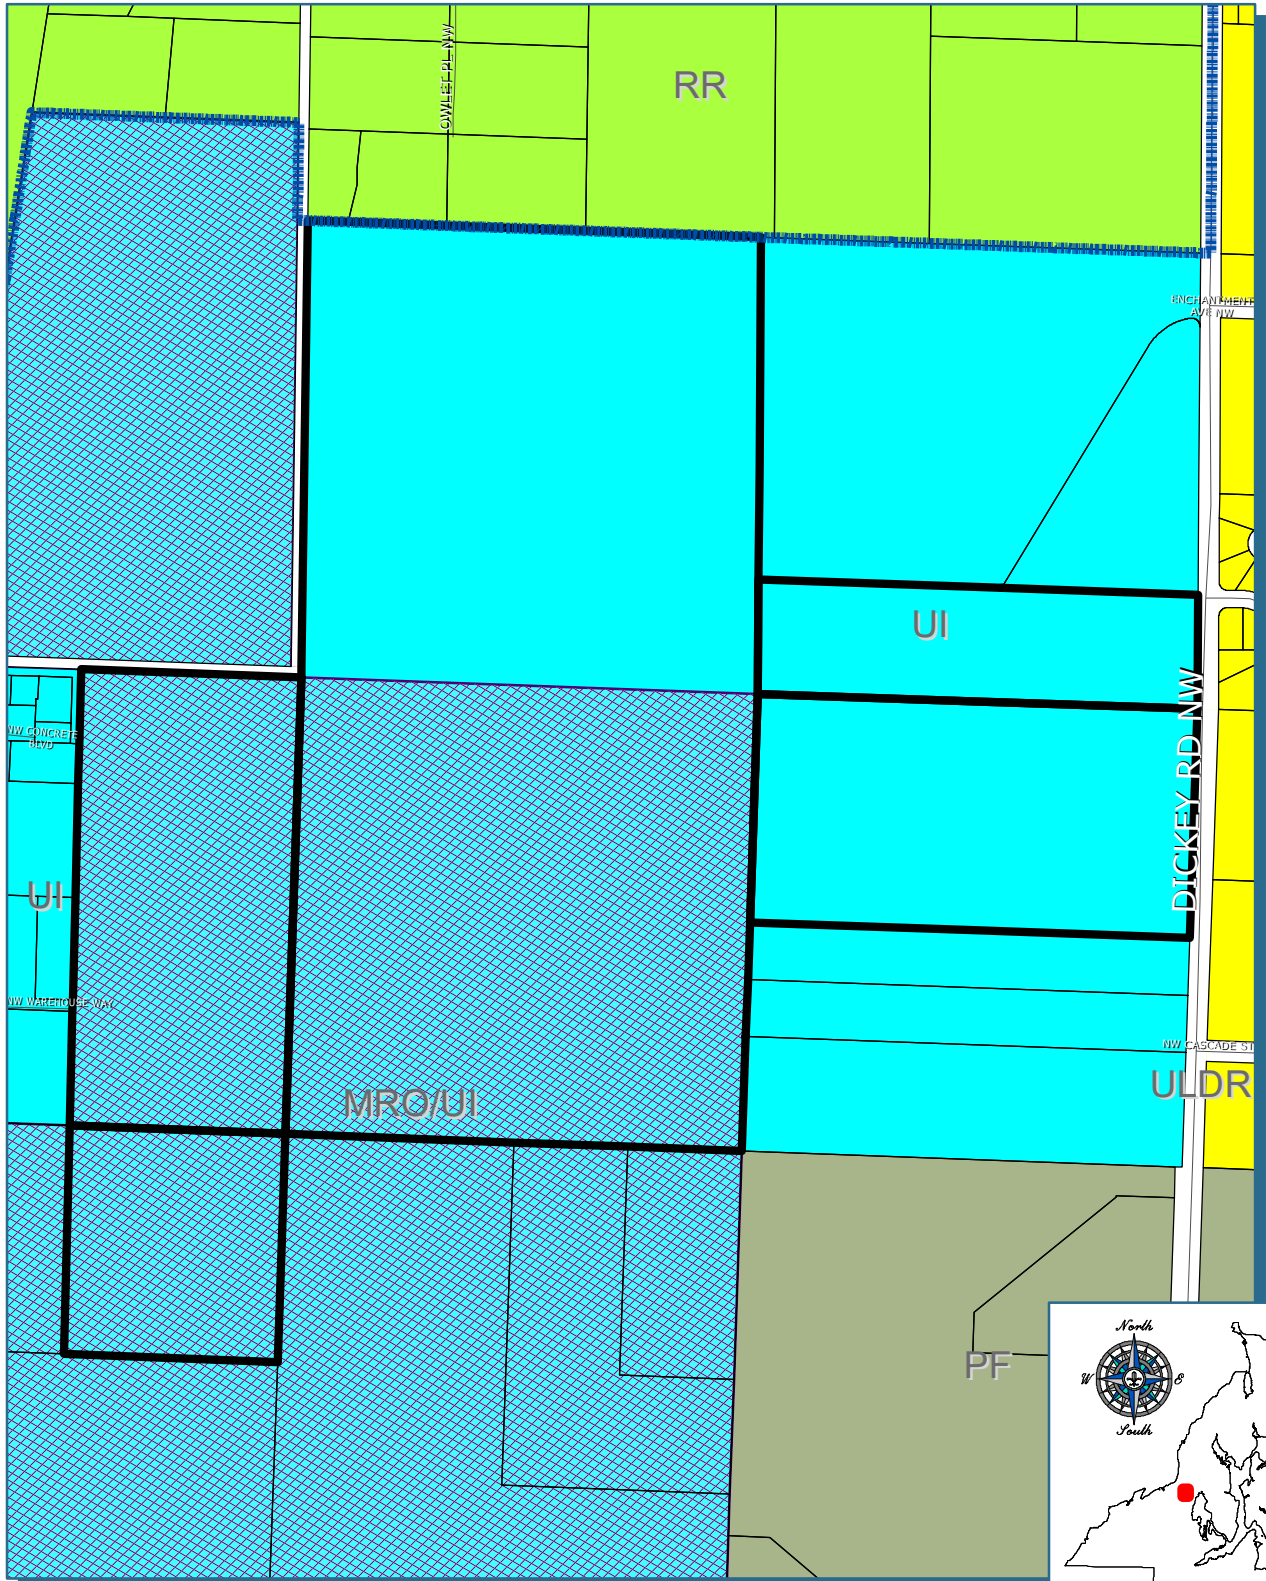 OWLET PL NW
RR
ENCHANTMENT
AVE NW
UI
DICKEY RD NW
NW CONCRETE
BLVD
UI
NW WAREHOUSE WAY
NW CASCADE ST
ULDR
MRO/UI
PF
North
W
E
South